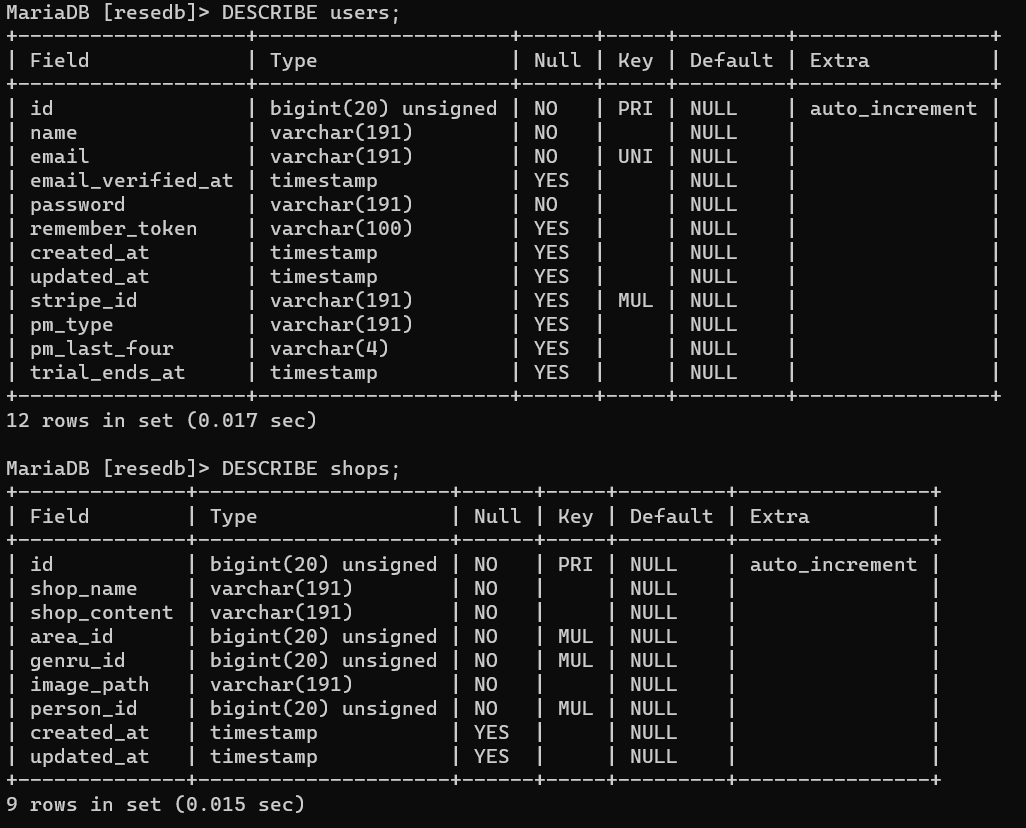 MariaDB [resedb]> DESCRIBE users;
+-------------------+---------------------+------+-----+---------+----------------+
| Field             | Type                | Null | Key | Default | Extra          |
+-------------------+---------------------+------+-----+---------+----------------+
| id                | bigint(20) unsigned | NO   | PRI | NULL    | auto_increment |
| name              | varchar(191)        | NO   |     | NULL    |                |
| email             | varchar(191)        | NO   | UNI | NULL    |                |
| email_verified_at | timestamp           | YES  |     | NULL    |                |
| password          | varchar(191)        | NO   |     | NULL    |                |
| remember_token    | varchar(100)        | YES  |     | NULL    |                |
| created_at        | timestamp           | YES  |     | NULL    |                |
| updated_at        | timestamp           | YES  |     | NULL    |                |
| stripe_id         | varchar(191)        | YES  | MUL | NULL    |                |
| pm_type           | varchar(191)        | YES  |     | NULL    |                |
| pm_last_four      | varchar(4)          | YES  |     | NULL    |                |
| trial_ends_at     | timestamp           | YES  |     | NULL    |                |
+-------------------+---------------------+------+-----+---------+----------------+
12 rows in set (0.017 sec)

MariaDB [resedb]> DESCRIBE shops;
+--------------+---------------------+------+-----+---------+----------------+
| Field        | Type                | Null | Key | Default | Extra          |
+--------------+---------------------+------+-----+---------+----------------+
| id           | bigint(20) unsigned | NO   | PRI | NULL    | auto_increment |
| shop_name    | varchar(191)        | NO   |     | NULL    |                |
| shop_content | varchar(191)        | NO   |     | NULL    |                |
| area_id      | bigint(20) unsigned | NO   | MUL | NULL    |                |
| genru_id     | bigint(20) unsigned | NO   | MUL | NULL    |                |
| image_path   | varchar(191)        | NO   |     | NULL    |                |
| person_id    | bigint(20) unsigned | NO   | MUL | NULL    |                |
| created_at   | timestamp           | YES  |     | NULL    |                |
| updated_at   | timestamp           | YES  |     | NULL    |                |
+--------------+---------------------+------+-----+---------+----------------+
9 rows in set (0.015 sec)